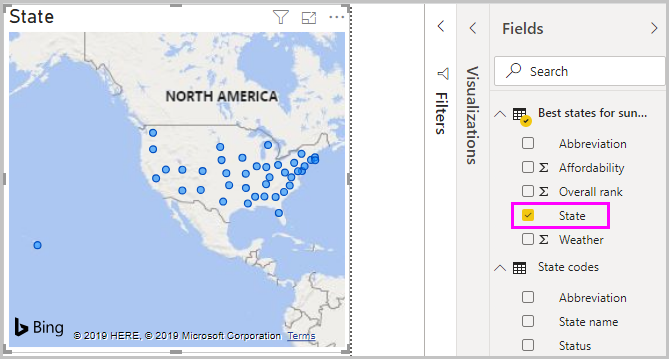 State
NORTH AMERICA
Bing
© 2019 HERE, © 2019 Microsoft Corporation Terms
Filters
Visualizations
Fields
Search
Best states for sun...
Abbreviation
Σ Affordability
Σ Overall rank
State
Σ Weather
State codes
Abbreviation
State name
Status